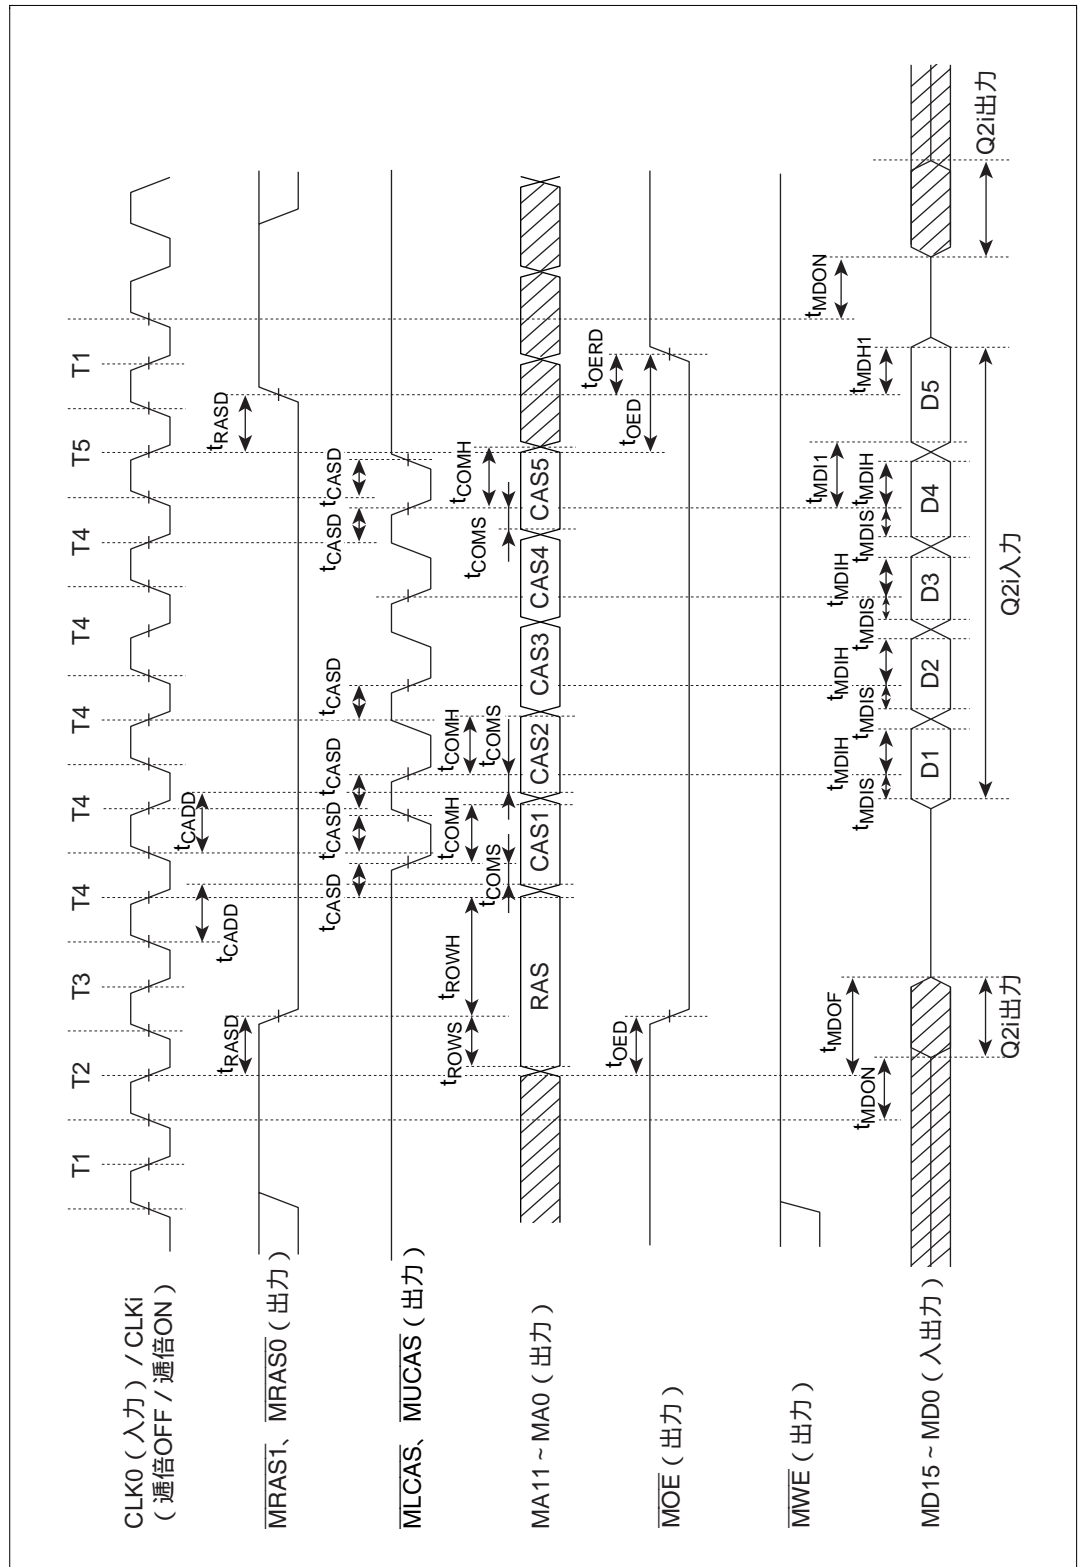 CLK0（入力）/ CLKi
（逓倍OFF / 逓倍ON）
T1
T2
T3
T4
T4
T4
T4
T4
T5
T1
MRAS1、MRAS0（出力）
tRASD
tCADD
tCADD
tRASD
MLCAS、MUCAS（出力）
tCASD
tCASD
tCASD
tCASD
tCASD
tCASD
MA11 ~ MA0（出力）
tROWS
tROWH
tCOMS
tCOMH
tCOMS
tCOMH
tCOMS
tCOMH
RAS
CAS1
CAS2
CAS3
CAS4
CAS5
MOE（出力）
tOED
tOED
tOERD
MWE（出力）
MD15 ~ MD0（入出力）
tMDON
tMDOF
tMDIS
tMDIH
tMDIS
tMDIH
tMDIS
tMDIH
tMDIS
tMDIH
tMDI1
tMDH1
tMDON
D1
D2
D3
D4
D5
Q2i出力
Q2i入力
Q2i出力